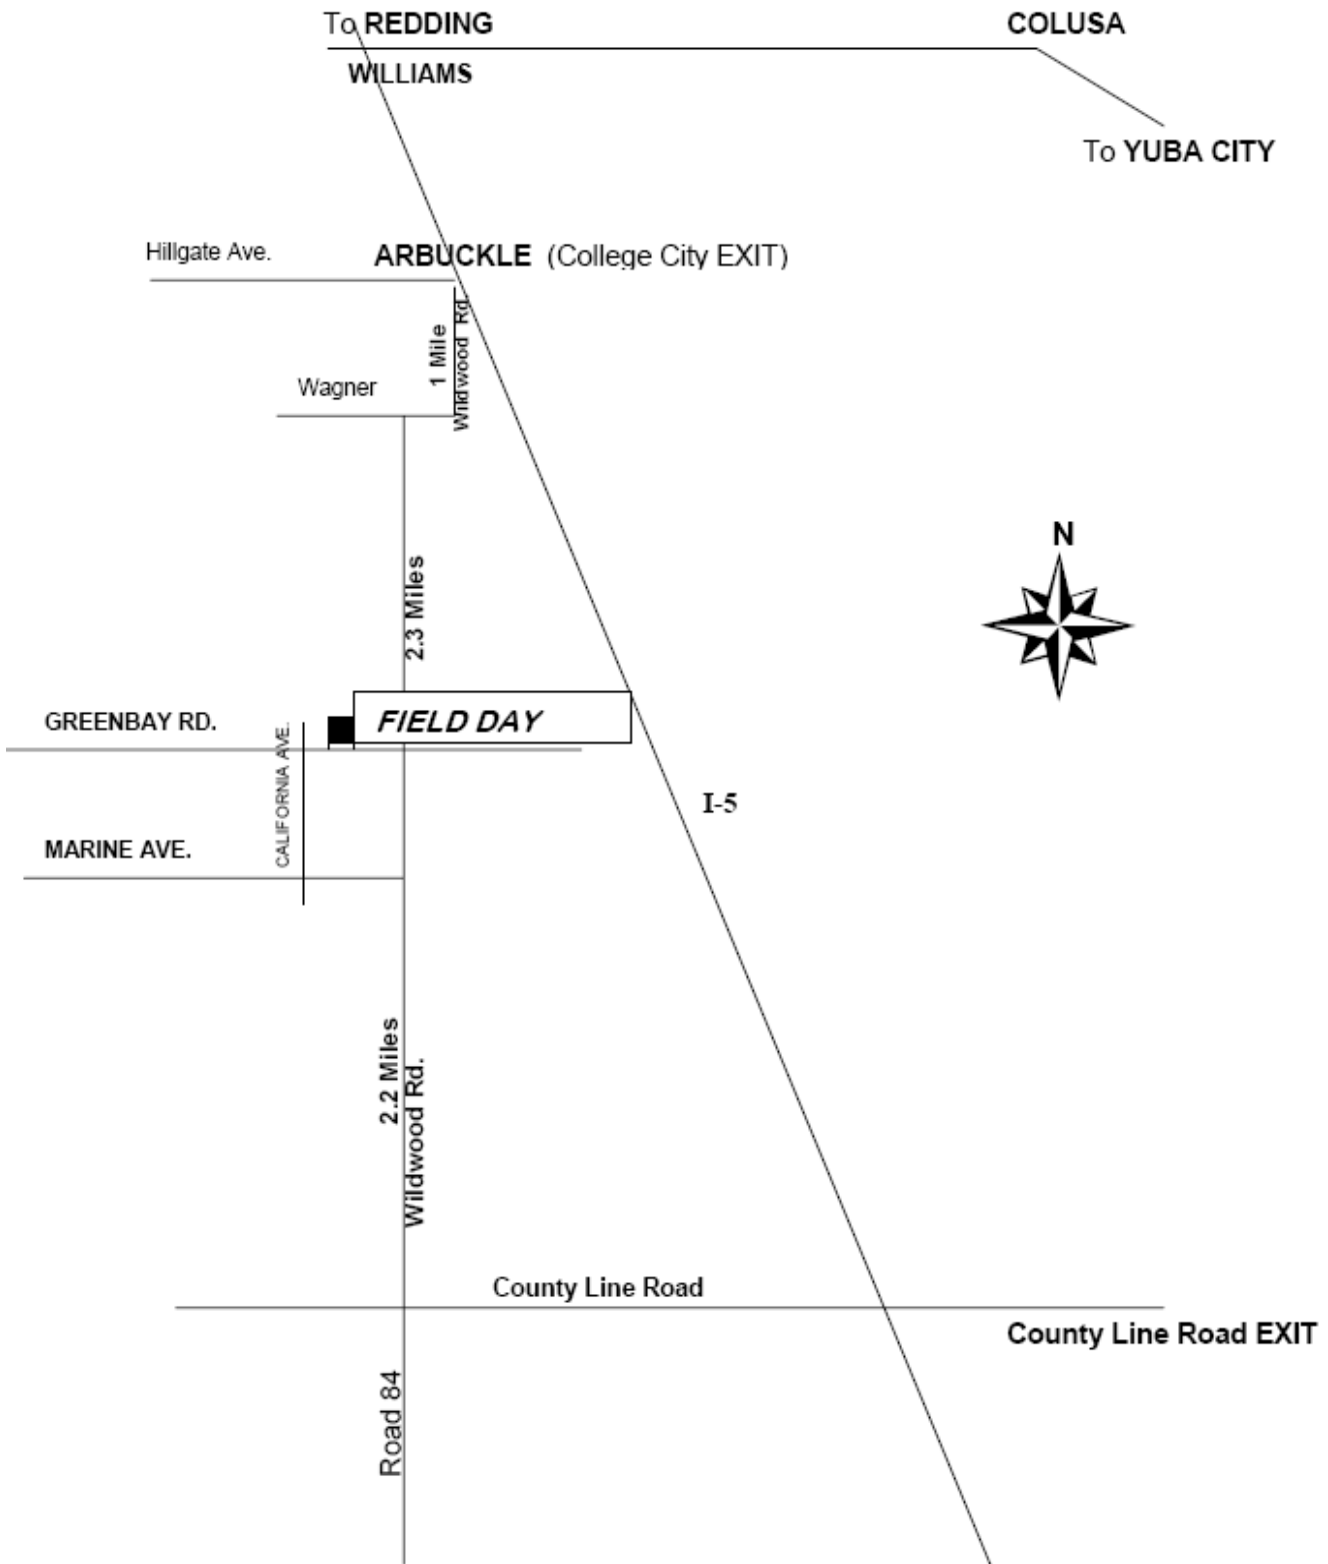 To REDDING
COLUSA
WILLIAMS
To YUBA CITY
Hillgate Ave.
ARBUCKLE (College City EXIT)
1 Mile
Wildwood Rd.
Wagner
N
2.3 Miles
GREENBAY RD.
FIELD DAY
CALIFORNIA AVE.
I-5
MARINE AVE.
2.2 Miles
Wildwood Rd.
County Line Road
County Line Road EXIT
Road 84